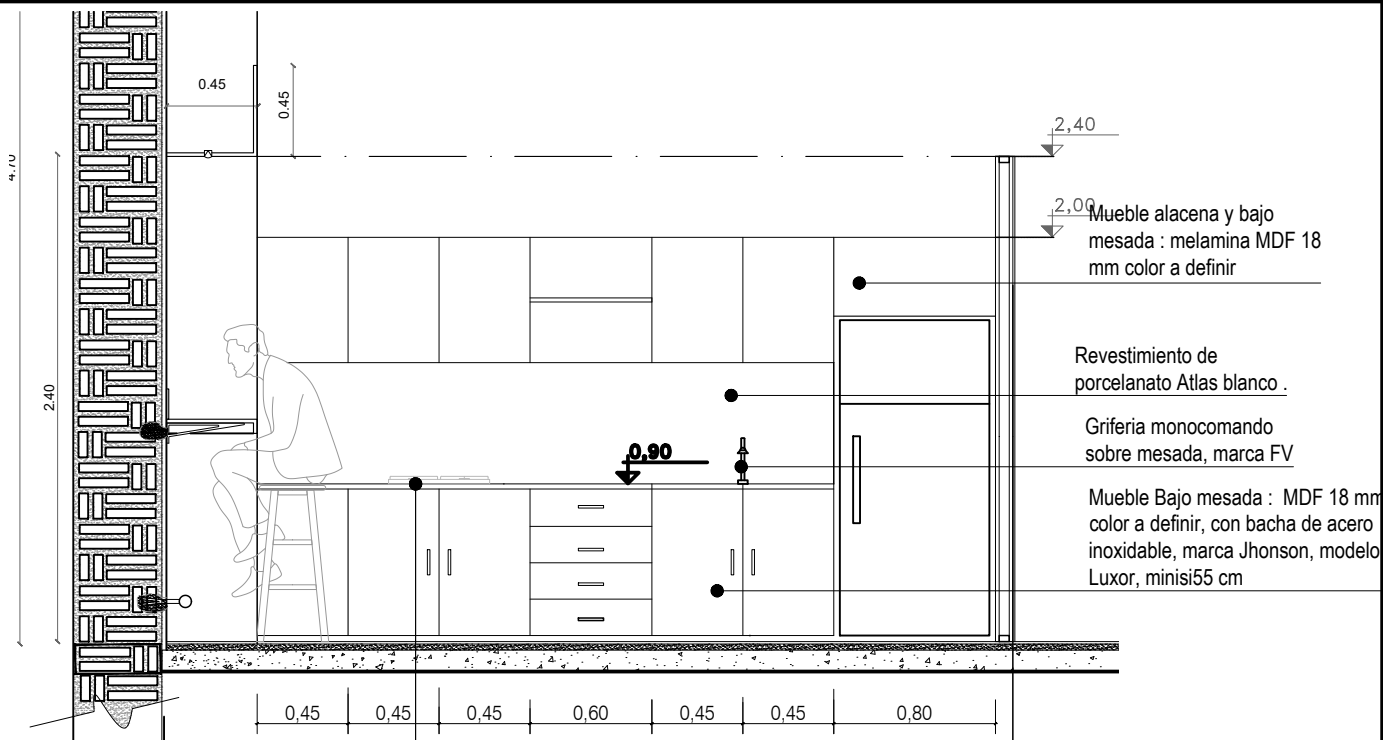 0.45
0.45
2,40
2,00
Mueble alacena y bajo
mesada : melamina MDF 18
mm color a definir
4.70
2.40
Revestimiento de
porcelanato Atlas blanco .
Griferia monocomando
sobre mesada, marca FV
0,90
Mueble Bajo mesada : MDF 18 mm
color a definir, con bacha de acero
inoxidable, marca Jhonson, modelo
Luxor, minisi55 cm
0,45 0,45 0,45 0,60 0,45 0,45 0,80